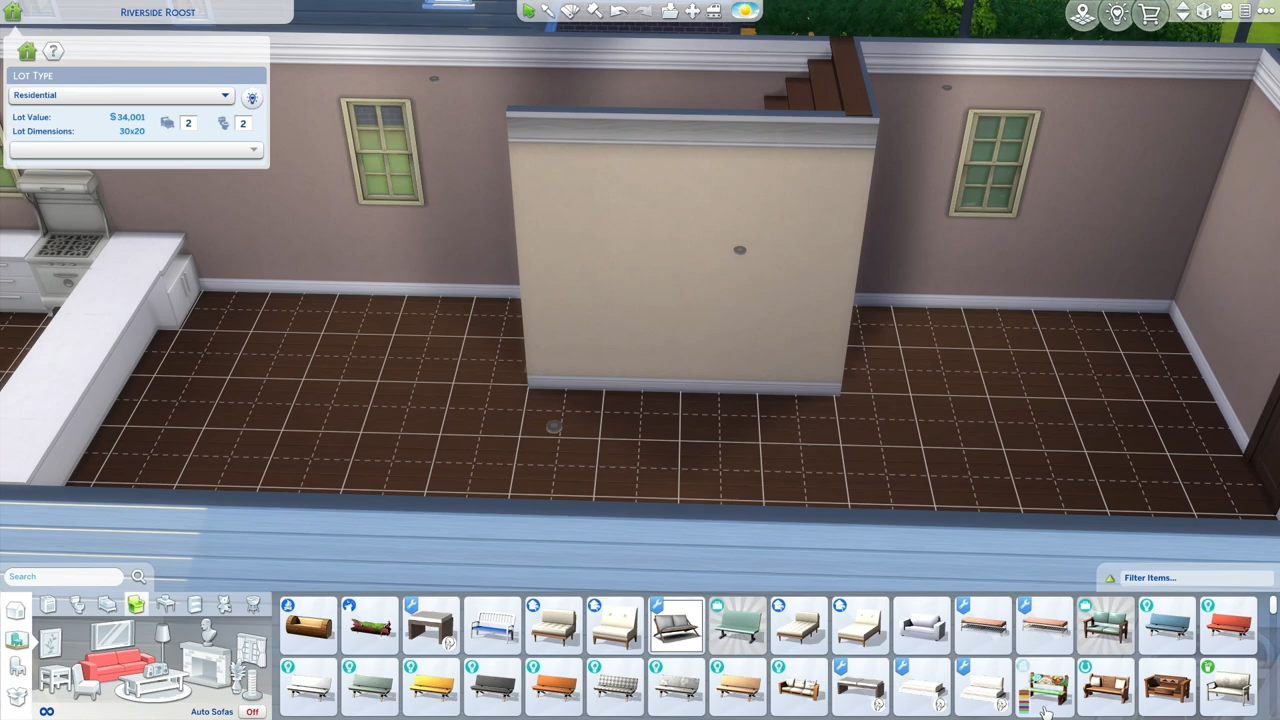 RIVERSIDE ROOST
?
LOT TYPE
Residential
Lot Value: §34,001
2
2
Lot Dimensions: 30x20
Search
Filter Items...
Auto Sofas Off